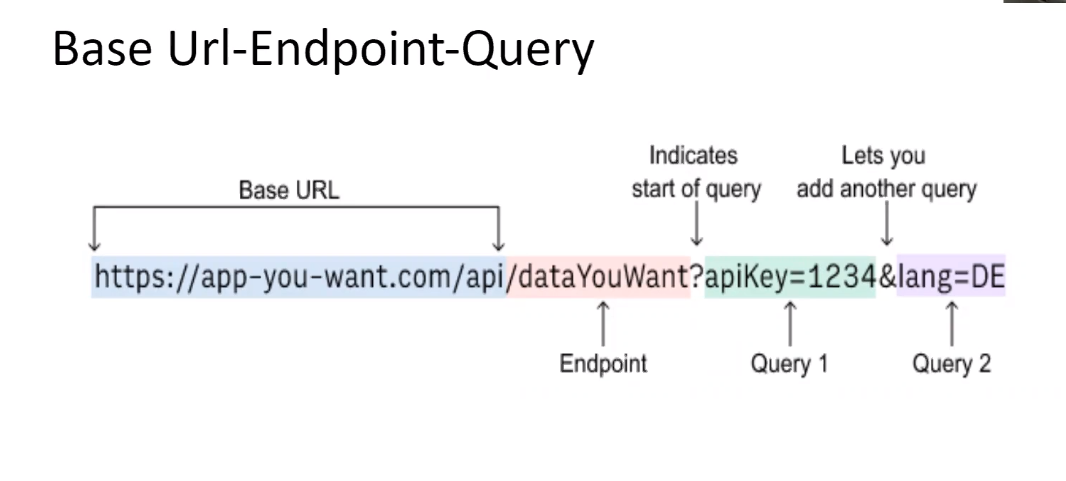 Base Url-Endpoint-Query
Indicates
start of query
Lets you
add another query
Base URL
https://app-you-want.com/api/dataYouWant?apiKey=1234&lang=DE
Endpoint
Query 1
Query 2